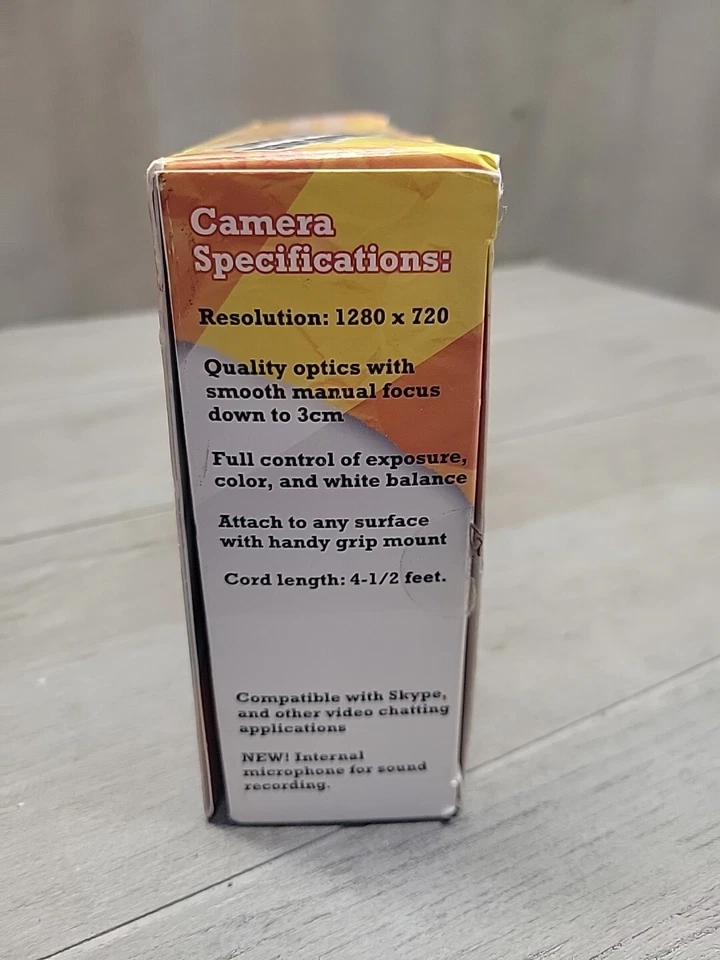 Camera
Specifications:
Resolution: 1280 x 720
Quality optics with
smooth manual focus
down to 3cm
Full control of exposure,
color, and white balance
Attach to any surface
with handy grip mount
Cord length: 4-1/2 feet.
Compatible with Skype,
and other video chatting
applications
NEW! Internal
microphone for sound
recording.